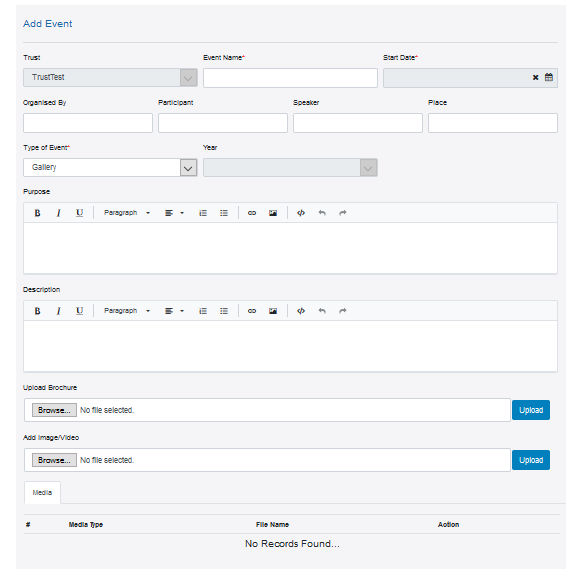 Add Event
Trust Event Name* Start Date*
TrustTest
Organised By Participant Speaker Place
Type of Event* Year
Gallery
Purpose
B I U Paragraph
Description
B I U Paragraph
Upload Brochure
Browse... No file selected. Upload
Add Image/Video
Browse... No file selected. Upload
Media
# Media Type File Name Action
No Records Found...